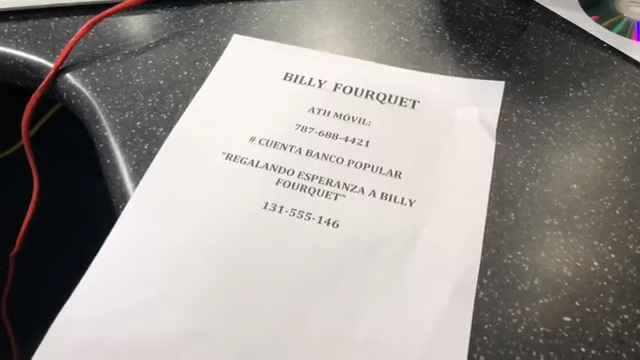 BILLY FOURQUET
ATH MÓVIL:
787-688-4421
# CUENTA BANCO POPULAR
"REGALANDO ESPERANZA A BILLY
FOURQUET"
131-555-146